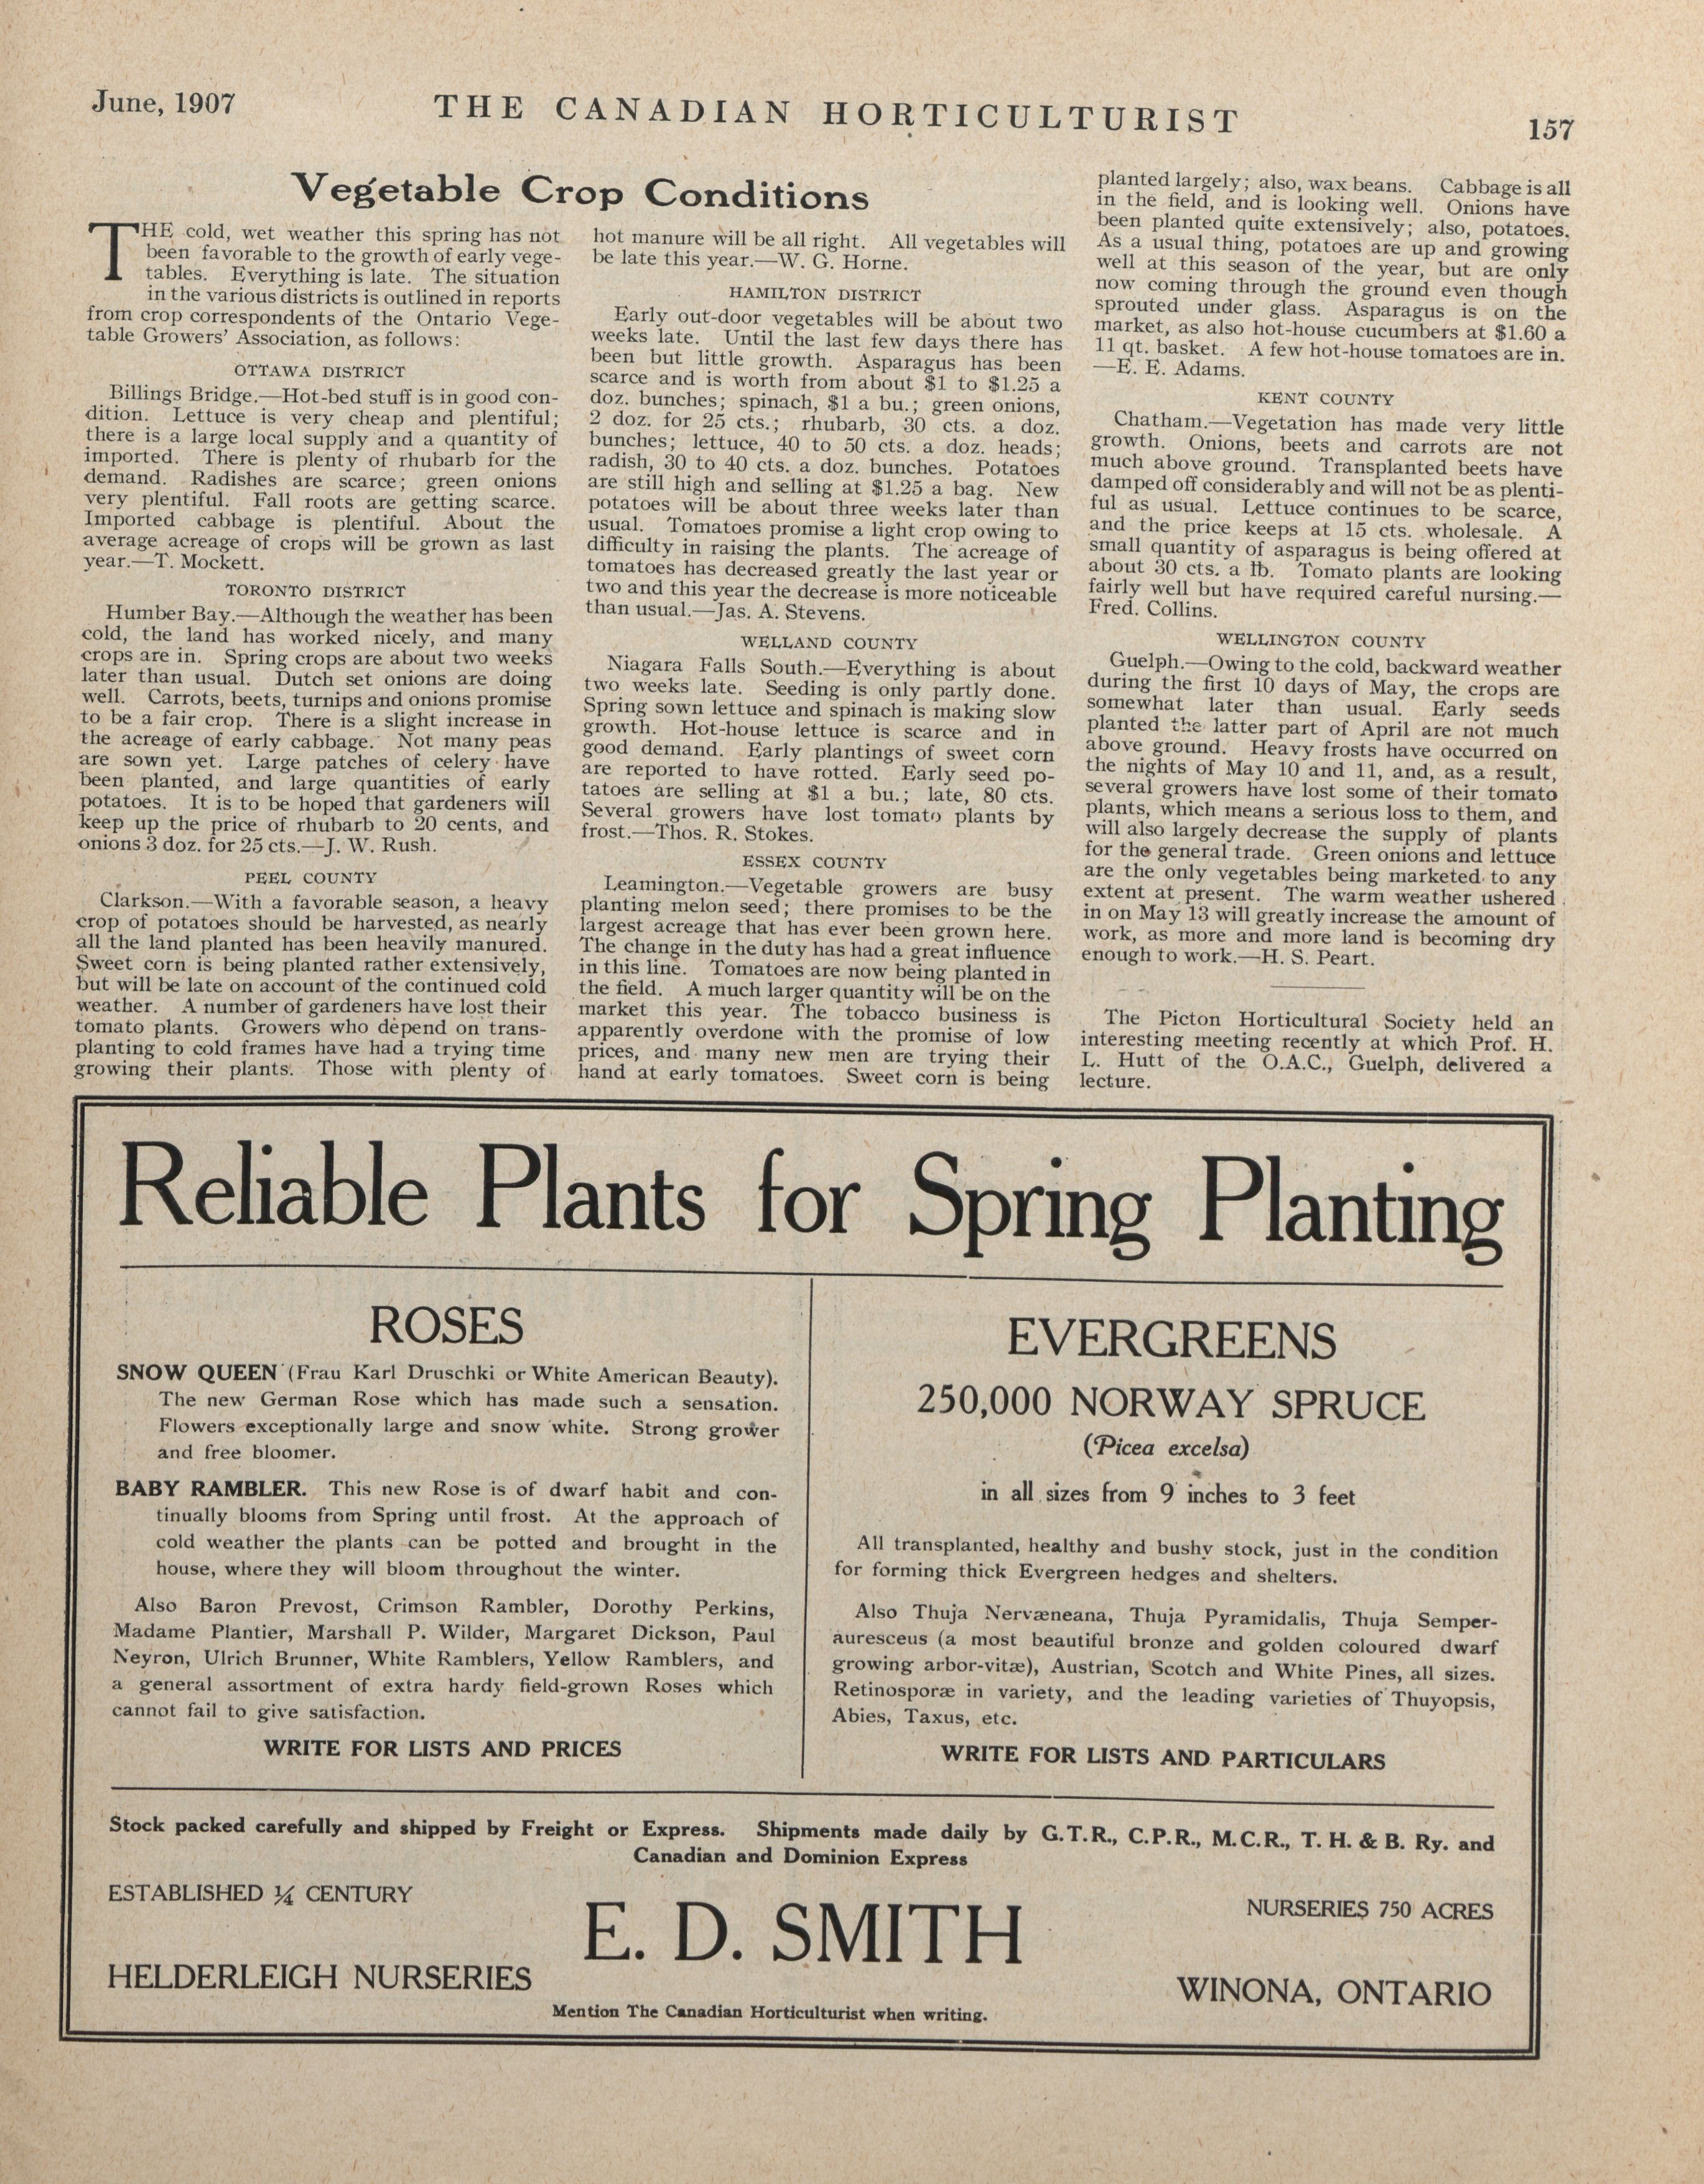 June, 1907
THE CANADIAN HORTICULTURIST
157
Vegetable Crop Conditions
THE cold, wet weather this spring has not
been favorable to the growth of early vege-
tables. Everything is late. The situation
in the various districts is outlined in reports
from crop correspondents of the Ontario Vege-
table Growers' Association, as follows:
OTTAWA DISTRICT
Billings Bridge.—Hot-bed stuff is in good con-
dition. Lettuce is very cheap and plentiful;
there is a large local supply and a quantity of
imported. There is plenty of rhubarb for the
demand. Radishes are scarce; green onions
very plentiful. Fall roots are getting scarce.
Imported cabbage is plentiful. About the
average acreage of crops will be grown as last
year.—T. Mockett.
TORONTO DISTRICT
Humber Bay.—Although the weather has been
cold, the land has worked nicely, and many
crops are in. Spring crops are about two weeks
later than usual. Dutch set onions are doing
well. Carrots, beets, turnips and onions promise
to be a fair crop. There is a slight increase in
the acreage of early cabbage. Not many peas
are sown yet. Large patches of celery have
been planted, and large quantities of early
potatoes. It is to be hoped that gardeners will
keep up the price of rhubarb to 20 cents, and
onions 3 doz. for 25 cts.—J. W. Rush.
PEEL COUNTY
Clarkson.—With a favorable season, a heavy
crop of potatoes should be harvested, as nearly
all the land planted has been heavily manured.
Sweet corn is being planted rather extensively,
but will be late on account of the continued cold
weather. A number of gardeners have lost their
tomato plants. Growers who depend on trans-
planting to cold frames have had a trying time
growing their plants. Those with plenty of
hot manure will be all right. All vegetables will
be late this year.—W. G. Horne.
HAMILTON DISTRICT
Early out-door vegetables will be about two
weeks late. Until the last few days there has
been but little growth. Asparagus has been
scarce and is worth from about $1 to $1.25 a
doz. bunches; spinach, $1 a bu.; green onions,
2 doz. for 25 cts.; rhubarb, 30 cts. a doz.
bunches; lettuce, 40 to 50 cts. a doz. heads;
radish, 30 to 40 cts. a doz. bunches. Potatoes
are still high and selling at $1.25 a bag. New
potatoes will be about three weeks later than
usual. Tomatoes promise a light crop owing to
difficulty in raising the plants. The acreage of
tomatoes has decreased greatly the last year or
two and this year the decrease is more noticeable
than usual.—Jas. A. Stevens.
WELLAND COUNTY
Niagara Falls South.—Everything is about
two weeks late. Seeding is only partly done.
Spring sown lettuce and spinach is making slow
growth. Hot-house lettuce is scarce and in
good demand. Early plantings of sweet corn
are reported to have rotted. Early seed po-
tatoes are selling at $1 a bu.; late, 80 cts.
Several growers have lost tomato plants by
frost.—Thos. R. Stokes.
ESSEX COUNTY
Leamington.—Vegetable growers are busy
planting melon seed; there promises to be the
largest acreage that has ever been grown here.
The change in the duty has had a great influence
in this line. Tomatoes are now being planted in
the field. A much larger quantity will be on the
market this year. The tobacco business is
apparently overdone with the promise of low
prices, and many new men are trying their
hand at early tomatoes. Sweet corn is being
planted largely; also, wax beans. Cabbage is all
in the field, and is looking well. Onions have
been planted quite extensively; also, potatoes.
As a usual thing, potatoes are up and growing
well at this season of the year, but are only
now coming through the ground even though
sprouted under glass. Asparagus is on the
market, as also hot-house cucumbers at $1.60 a
11 qt. basket. A few hot-house tomatoes are in.
—E. E. Adams.
KENT COUNTY
Chatham.—Vegetation has made very little
growth. Onions, beets and carrots are not
much above ground. Transplanted beets have
damped off considerably and will not be as plenti-
ful as usual. Lettuce continues to be scarce,
and the price keeps at 15 cts. wholesale. A
small quantity of asparagus is being offered at
about 30 cts. a lb. Tomato plants are looking
fairly well but have required careful nursing.—
Fred. Collins.
WELLINGTON COUNTY
Guelph.—Owing to the cold, backward weather
during the first 10 days of May, the crops are
somewhat later than usual. Early seeds
planted the latter part of April are not much
above ground. Heavy frosts have occurred on
the nights of May 10 and 11, and, as a result,
several growers have lost some of their tomato
plants, which means a serious loss to them, and
will also largely decrease the supply of plants
for the general trade. Green onions and lettuce
are the only vegetables being marketed to any
extent at present. The warm weather ushered
in on May 13 will greatly increase the amount of
work, as more and more land is becoming dry
enough to work.—H. S. Peart.
The Picton Horticultural Society held an
interesting meeting recently at which Prof. H.
L. Hutt of the O.A.C., Guelph, delivered a
lecture.
Reliable Plants for Spring Planting
ROSES
SNOW QUEEN (Frau Karl Druschki or White American Beauty).
The new German Rose which has made such a sensation.
Flowers exceptionally large and snow white. Strong grower
and free bloomer.
BABY RAMBLER. This new Rose is of dwarf habit and con-
tinually blooms from Spring until frost. At the approach of
cold weather the plants can be potted and brought in the
house, where they will bloom throughout the winter.
Also Baron Prevost, Crimson Rambler, Dorothy Perkins,
Madame Plantier, Marshall P. Wilder, Margaret Dickson, Paul
Neyron, Ulrich Brunner, White Ramblers, Yellow Ramblers, and
a general assortment of extra hardy field-grown Roses which
cannot fail to give satisfaction.
WRITE FOR LISTS AND PRICES
EVERGREENS
250,000 NORWAY SPRUCE
(Picea excelsa)
in all sizes from 9 inches to 3 feet
All transplanted, healthy and bushy stock, just in the condition
for forming thick Evergreen hedges and shelters.
Also Thuja Nervæneana, Thuja Pyramidalis, Thuja Semper-
auresceus (a most beautiful bronze and golden coloured dwarf
growing arbor-vitæ), Austrian, Scotch and White Pines, all sizes.
Retinosporæ in variety, and the leading varieties of Thuyopsis,
Abies, Taxus, etc.
WRITE FOR LISTS AND PARTICULARS
Stock packed carefully and shipped by Freight or Express. Shipments made daily by G.T.R., C.P.R., M.C.R., T. H. & B. Ry. and
Canadian and Dominion Express
ESTABLISHED ¼ CENTURY
NURSERIES 750 ACRES
E. D. SMITH
HELDERLEIGH NURSERIES
WINONA, ONTARIO
Mention The Canadian Horticulturist when writing.